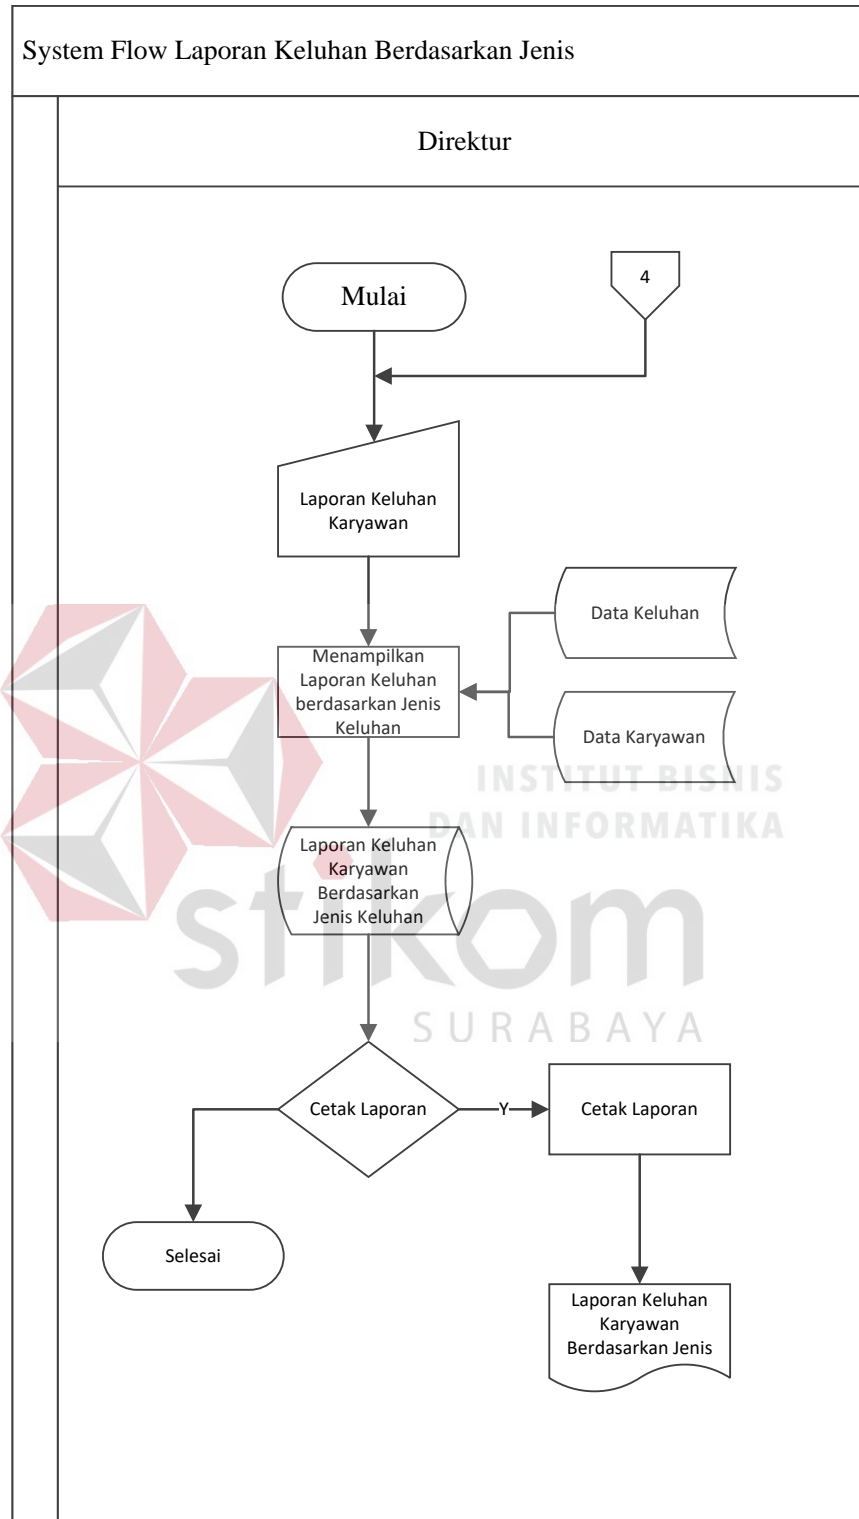 System Flow Laporan Keluhan Berdasarkan Jenis
Direktur
Mulai
4
Laporan Keluhan
Karyawan
Data Keluhan
Menampilkan
Laporan Keluhan
berdasarkan Jenis
Keluhan
Data Karyawan
INSTITUT BISNIS
DAN INFORMATIKA
Laporan Keluhan
Karyawan
Berdasarkan
Jenis Keluhan
stikom
SURABAYA
Cetak Laporan
Y
Cetak Laporan
Selesai
Laporan Keluhan
Karyawan
Berdasarkan Jenis